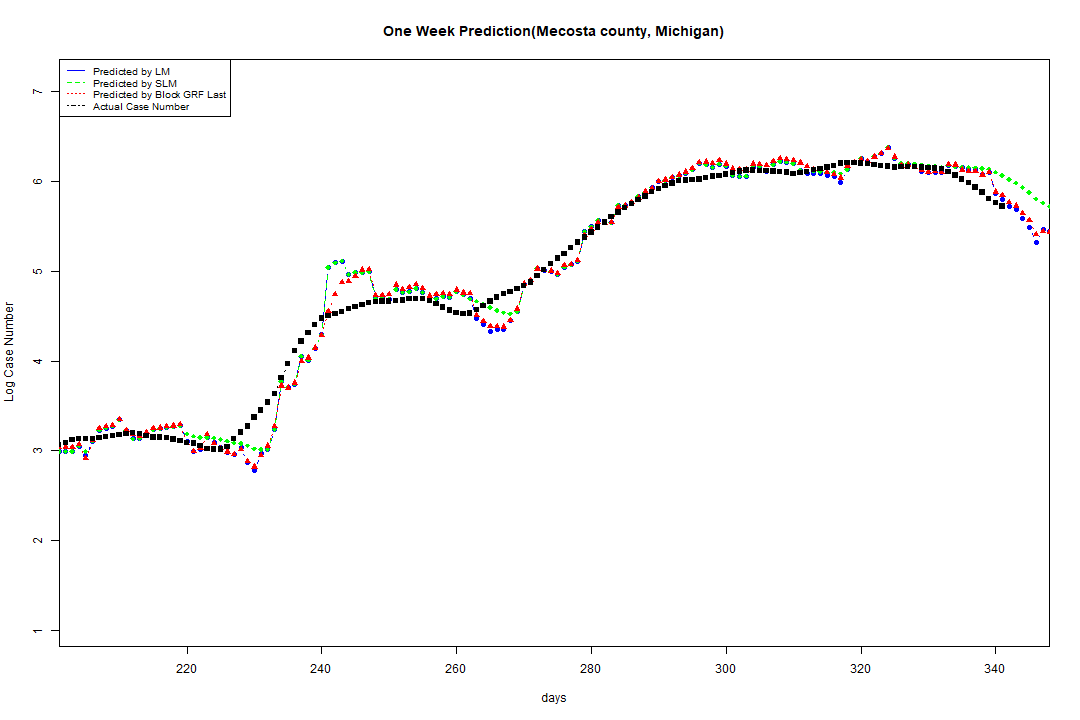 One Week Prediction(Mecosta county, Michigan)
Predicted by LM
Predicted by SLM
Predicted by Block GRF Last
Actual Case Number
7
6
5
4
3
2
1
Log Case Number
220 240 260 280 300 320 340
days